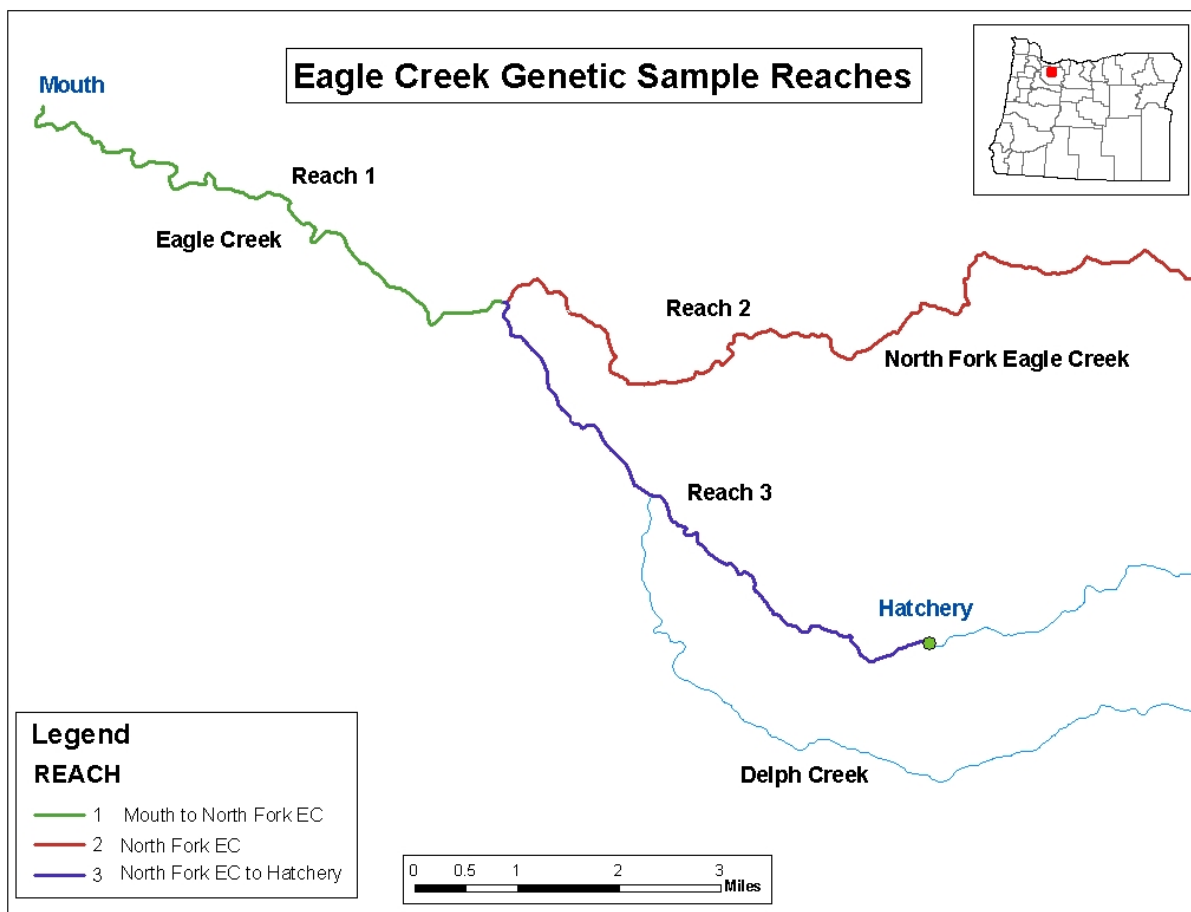 Eagle Creek Genetic Sample Reaches
Mouth
Reach 1
Eagle Creek
Reach 2
North Fork Eagle Creek
Reach 3
Hatchery
Delph Creek
Legend
REACH
1 Mouth to North Fork EC
2 North Fork EC
3 North Fork EC to Hatchery
0 0.5 1 2 3
Miles